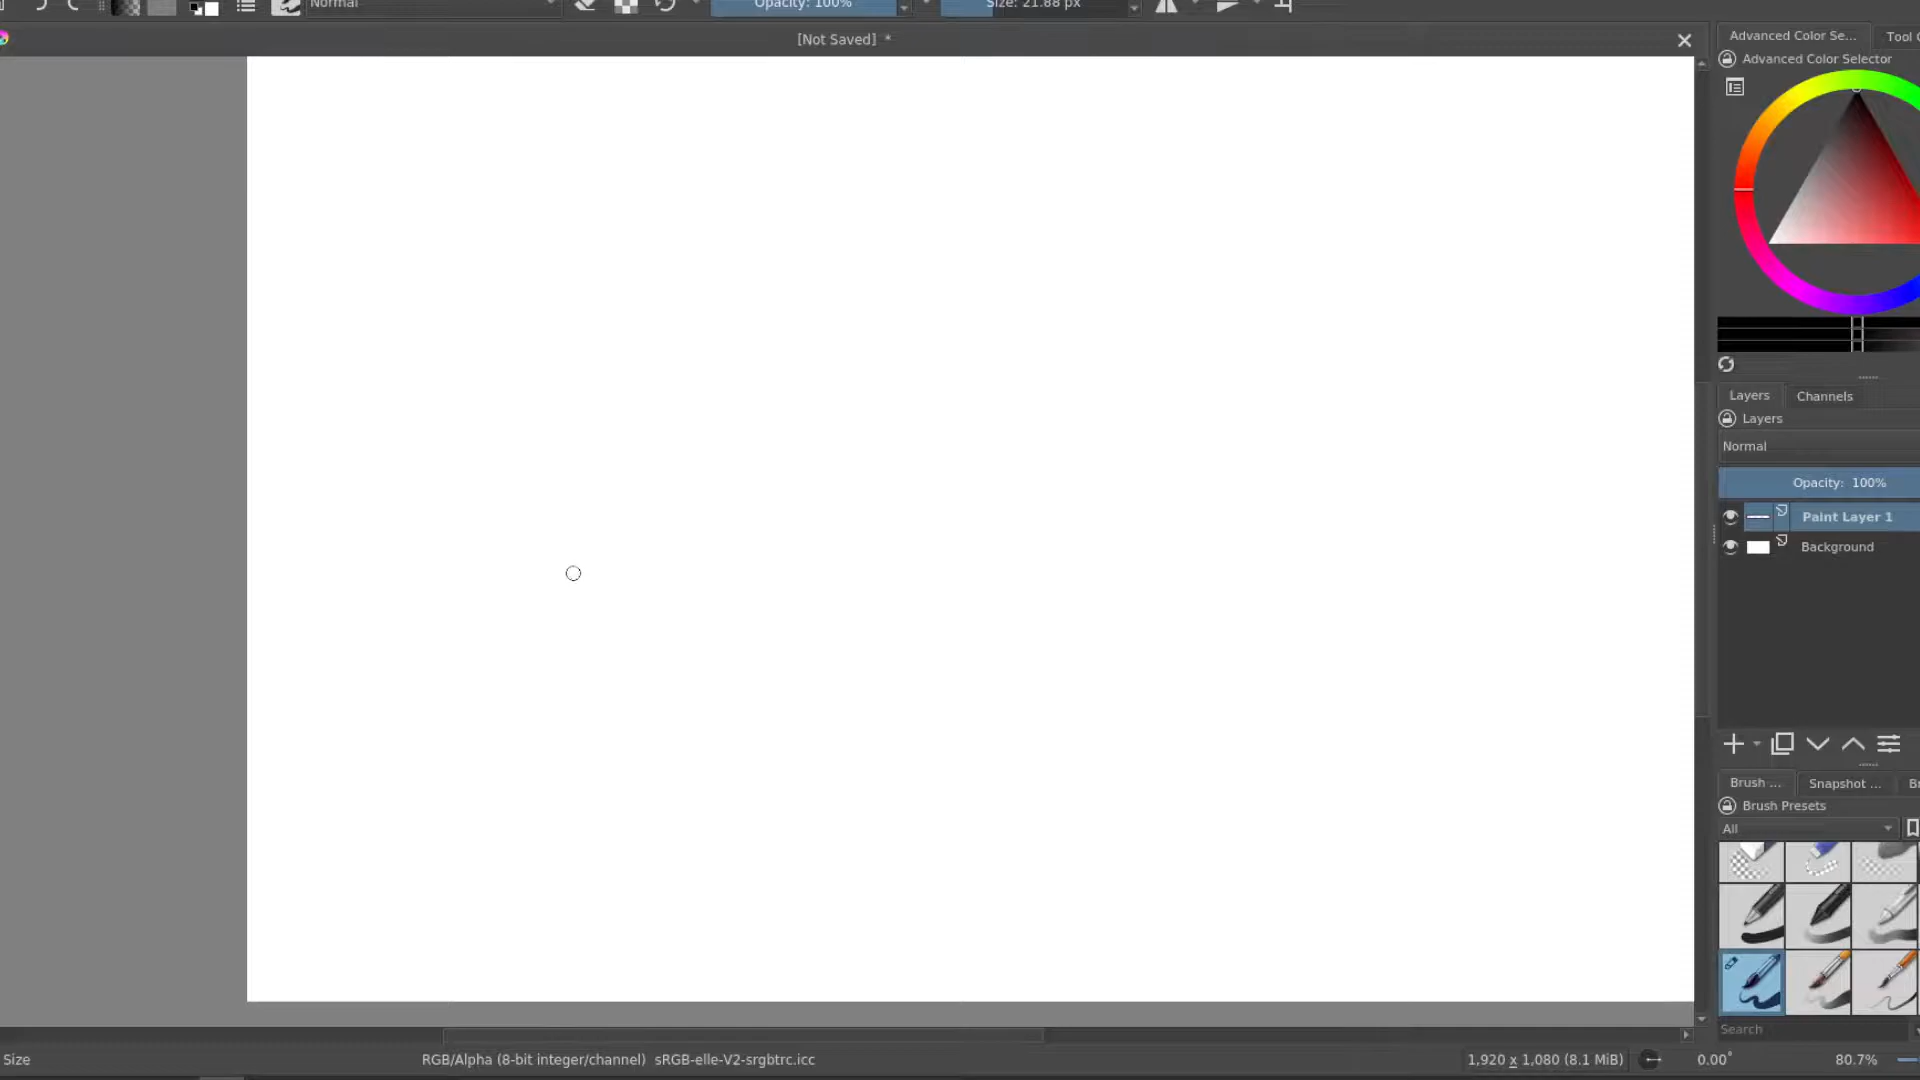 Normal
Opacity: 100%
Size: 21.88 px
[Not Saved] *
Advanced Color Se...
Tool
Advanced Color Selector
Layers
Channels
Layers
Normal
Opacity: 100%
Paint Layer 1
Background
Brush ...
Snapshot ...
Brush Presets
All
Search
Size
RGB/Alpha (8-bit integer/channel) sRGB-elle-V2-srgbtrc.icc
1,920 x 1,080 (8.1 MiB)
0.00°
80.7%